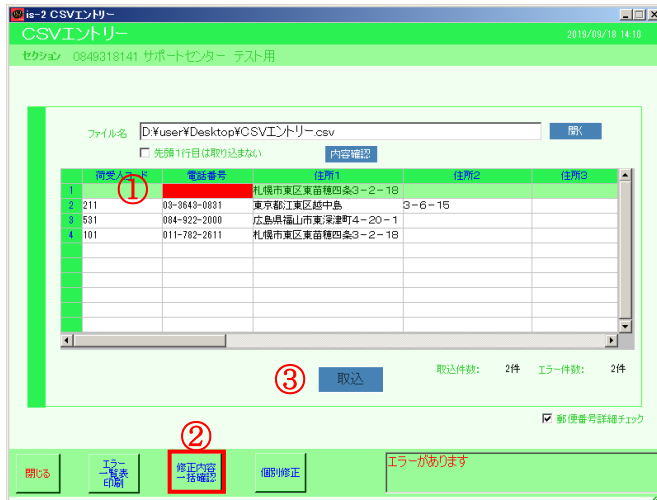 is-2 CSVエントリー
CSVエントリー 2019/09/18 14:10
セクション 0849318141 サポートセンター テスト用
ファイル名 D:¥user¥Desktop¥CSVエントリー.csv 開く
先頭1行目は取り込まない 内容確認
荷受人コード 電話番号 住所1 住所2 住所3
①
1 札幌市東区東苗穂四条3-2-18
2 211 03-3643-0831 東京都江東区越中島 3-6-15
3 531 084-922-2000 広島県福山市東深津町4-20-1
4 101 011-782-2611 札幌市東区東苗穂四条3-2-18
③ 取込 取込件数: 2件 エラー件数: 2件
郵便番号詳細チェック
②
閉じる
エラー
一覧表
印刷
修正内容
一括確認
個別修正
エラーがあります